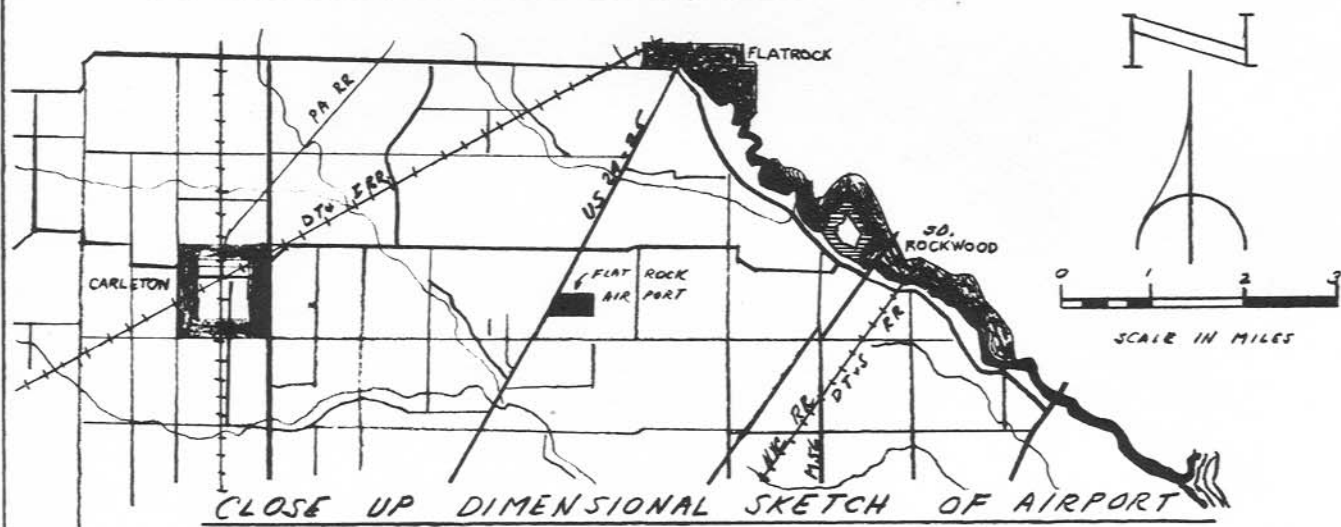 N
FLATROCK
PA RR
DT & I RR
US 24 & 25
SO.
ROCKWOOD
0 1 2 3
SCALE IN MILES
CARLETON
FLAT ROCK
AIR PORT
RR
DT & S
RR
CLOSE UP DIMENSIONAL SKETCH OF AIRPORT